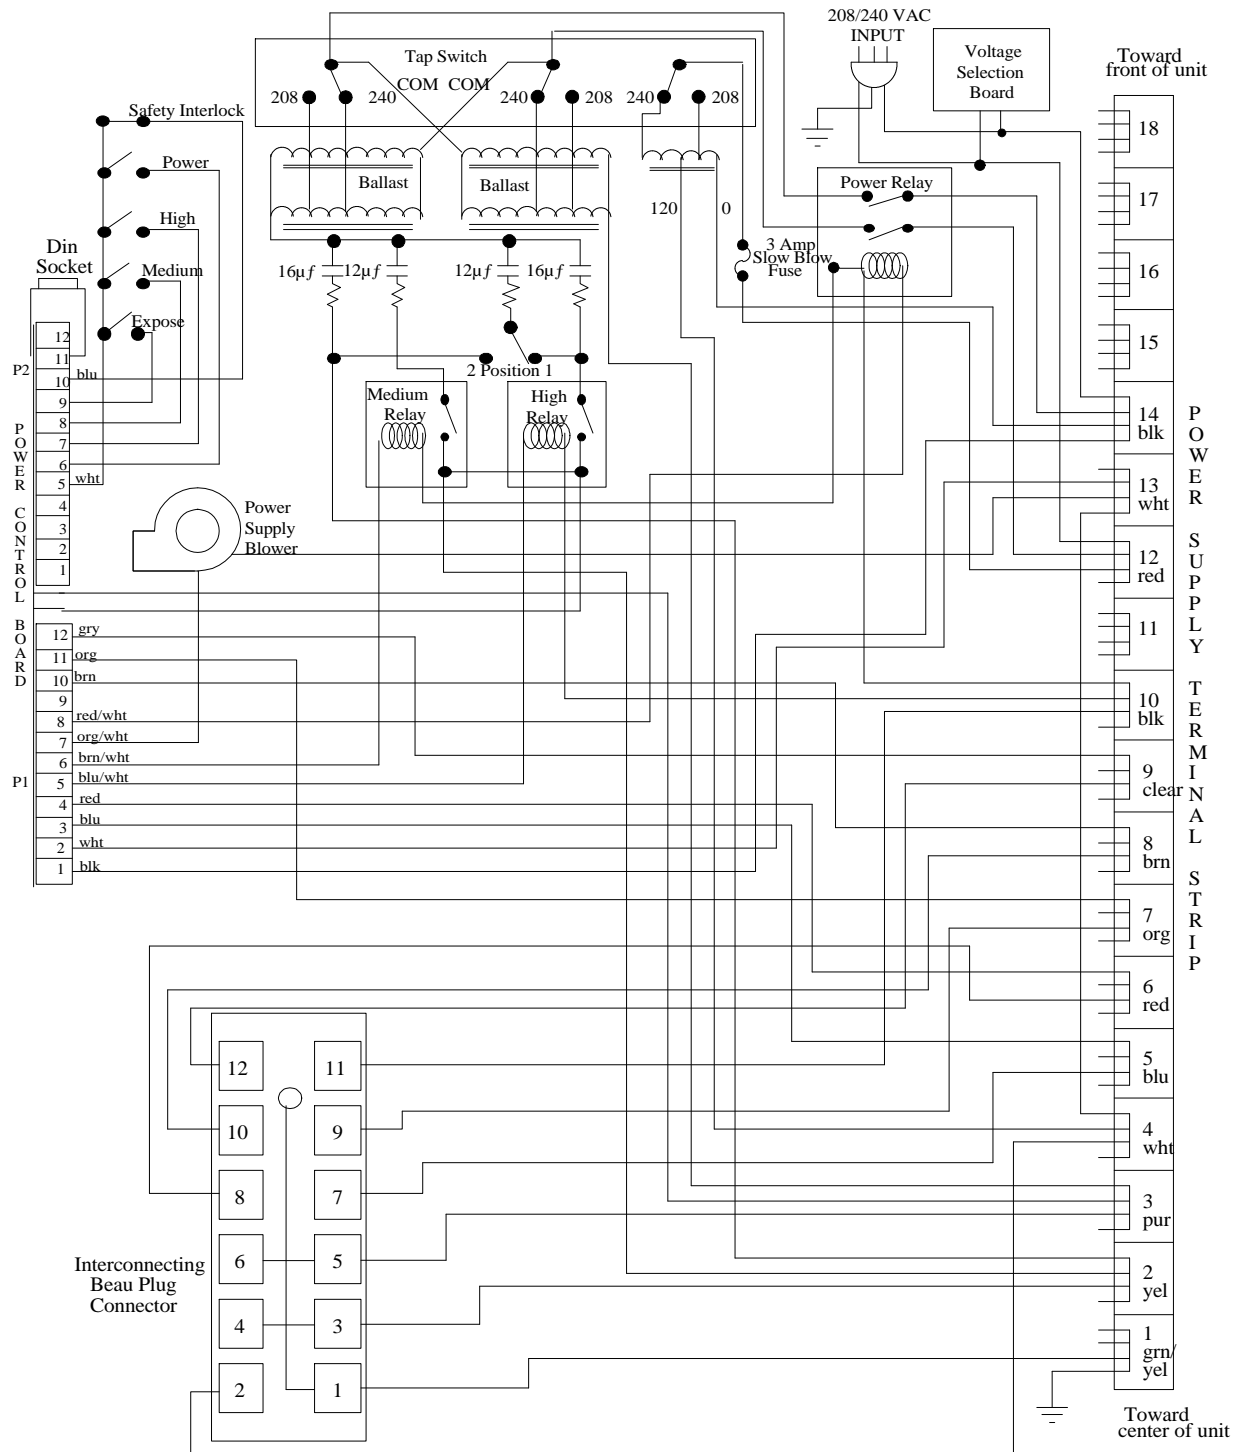 208/240 VAC
INPUT
Voltage
Selection
Board
Toward
front of unit
Tap Switch
COM COM
208
240
240
208
240
208
Safety Interlock
Power
High
Medium
Expose
Din
Socket
Ballast
Ballast
120
0
Power Relay
3 Amp
Slow Blow
Fuse
16µf
12µf
12µf
16µf
2 Position 1
Medium
Relay
High
Relay
P2
12
11
10
9
8
7
6
5
4
3
2
1
blu
wht
POWER CONTROL BOARD
Power
Supply
Blower
P1
12
11
10
9
8
7
6
5
4
3
2
1
gry
org
brn
red/wht
org/wht
brn/wht
blu/wht
red
blu
wht
blk
18
17
16
15
14
blk
13
wht
12
red
11
10
blk
9
clear
8
brn
7
org
6
red
5
blu
4
wht
3
pur
2
yel
1
grn/
yel
POWER SUPPLY TERMINAL STRIP
Interconnecting
Beau Plug
Connector
12
11
10
9
8
7
6
5
4
3
2
1
Toward
center of unit